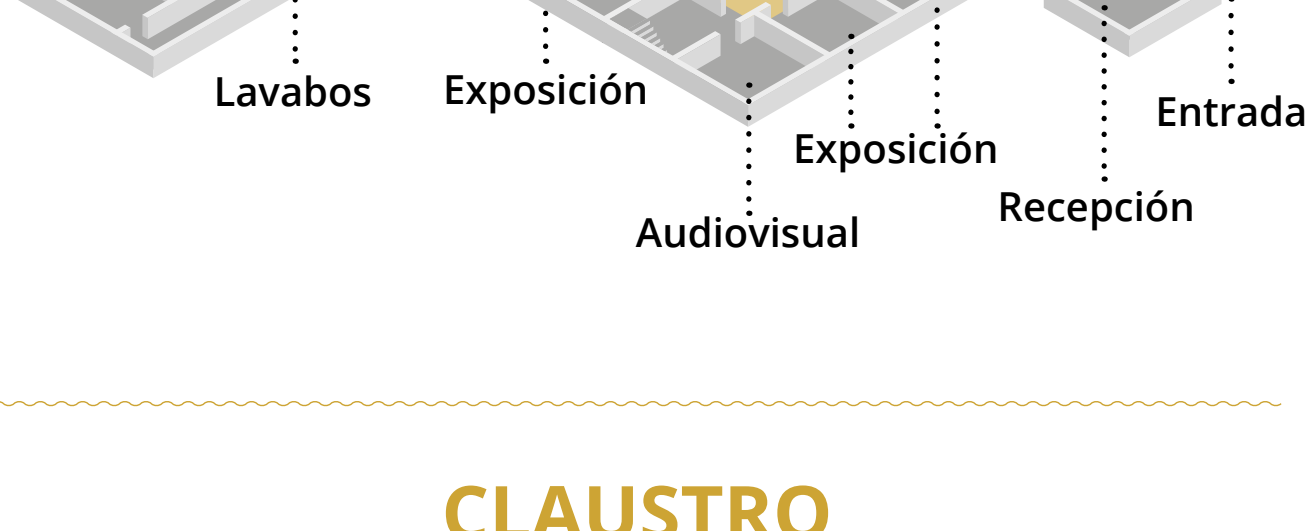 Lavabos
Exposición
Entrada
Exposición
Recepción
Audiovisual
CLAUSTRO